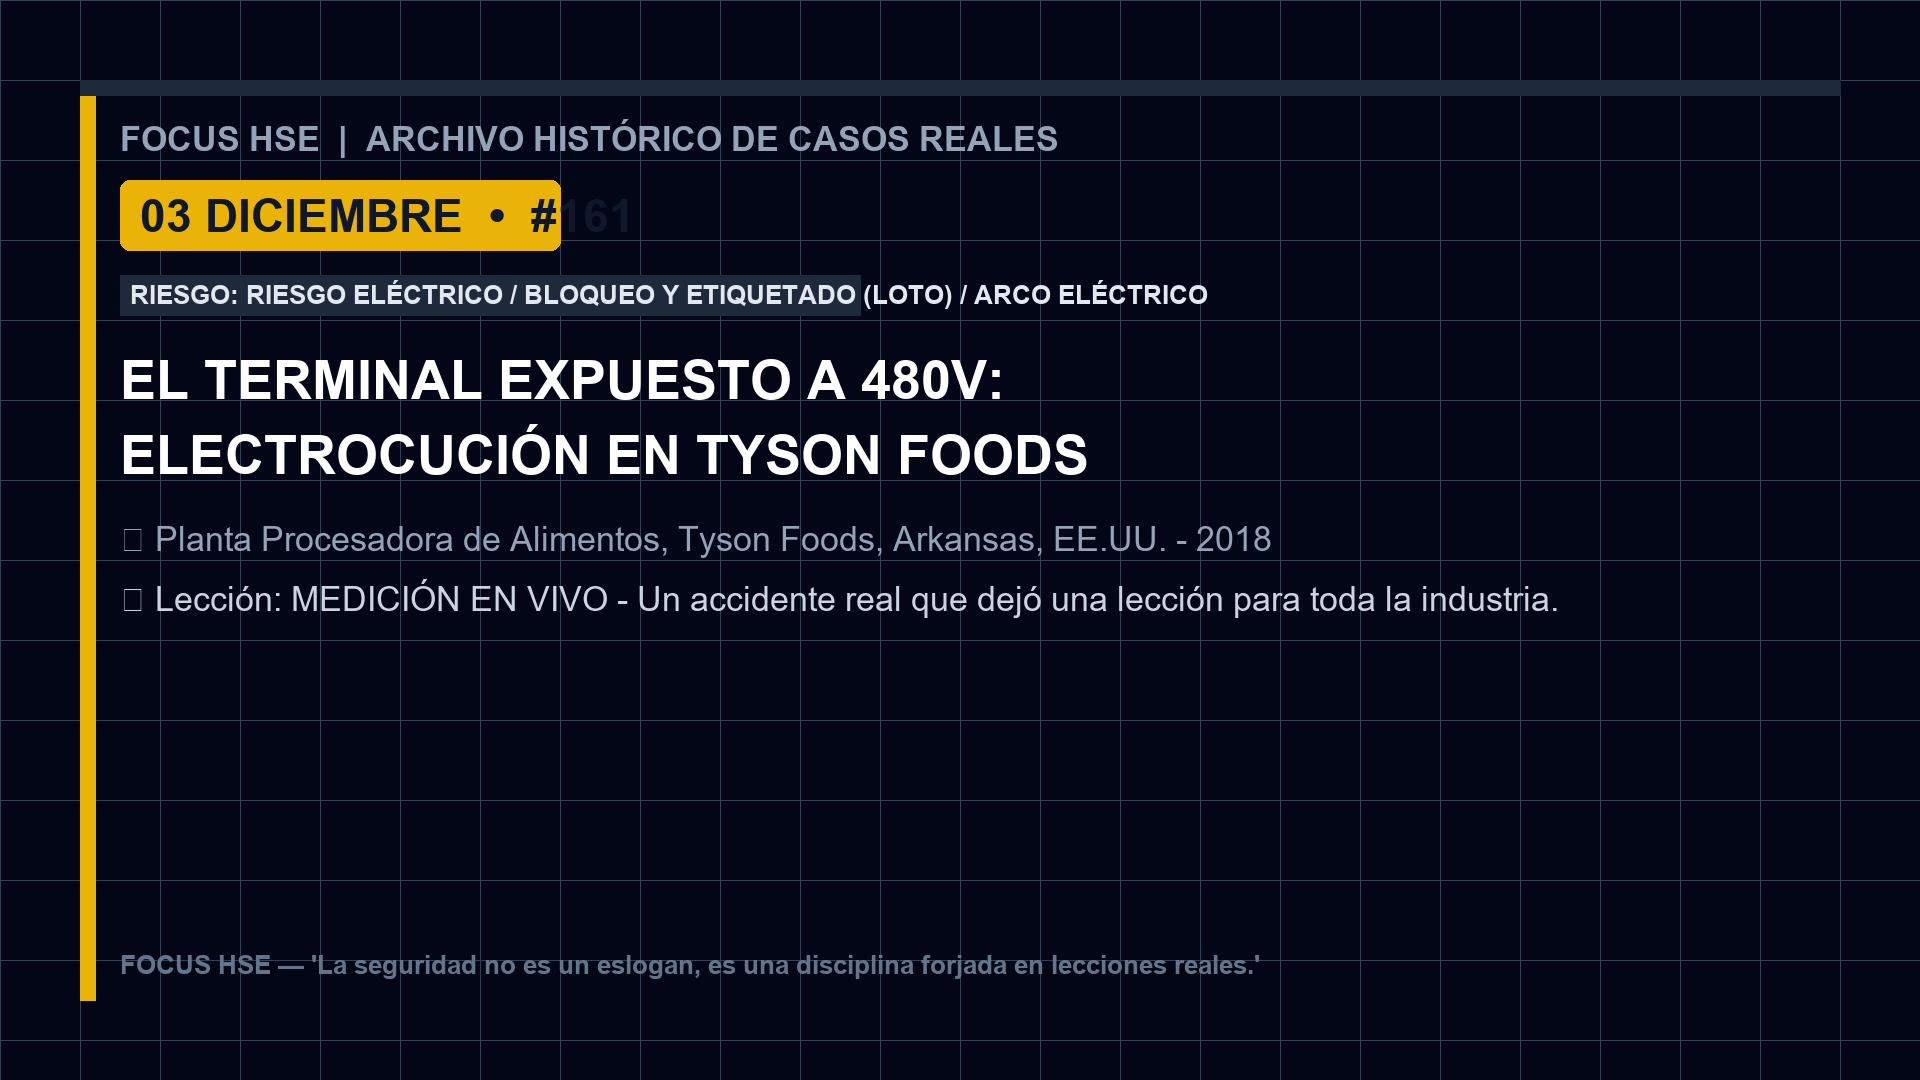 FOCUS HSE | ARCHIVO HISTÓRICO DE CASOS REALES
03 DICIEMBRE • #161
RIESGO: RIESGO ELÉCTRICO / BLOQUEO Y ETIQUETADO (LOTO) / ARCO ELÉCTRICO
EL TERMINAL EXPUESTO A 480V:
ELECTROCUCIÓN EN TYSON FOODS
Planta Procesadora de Alimentos, Tyson Foods, Arkansas, EE.UU. - 2018
Lección: MEDICIÓN EN VIVO - Un accidente real que dejó una lección para toda la industria.
FOCUS HSE — 'La seguridad no es un eslogan, es una disciplina forjada en lecciones reales.'